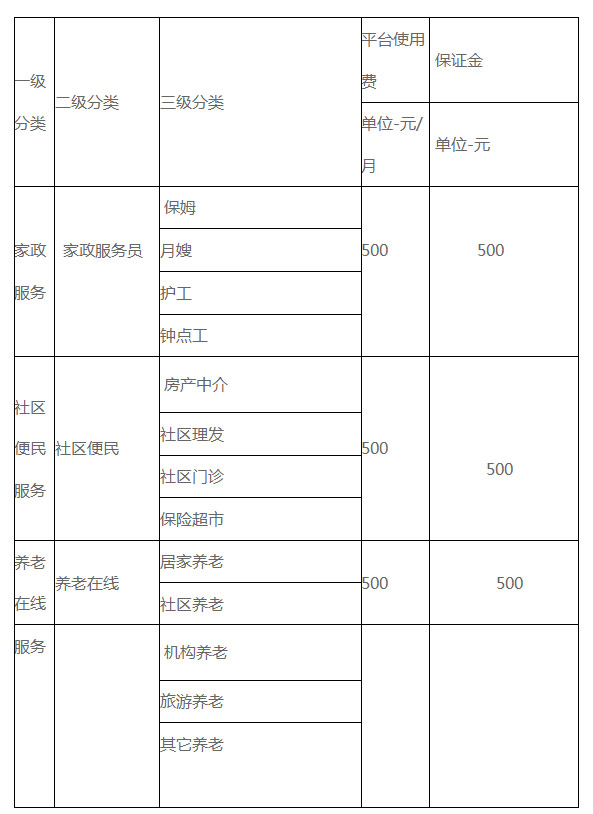 一级
分类
二级分类
三级分类
平台使用
费
保证金
单位-元/
月
单位-元
家政
服务
家政服务员
保姆
月嫂
护工
钟点工
500
500
社区
便民
服务
社区便民
房产中介
社区理发
社区门诊
保险超市
500
500
养老
在线
养老在线
居家养老
社区养老
500
500
服务
机构养老
旅游养老
其它养老